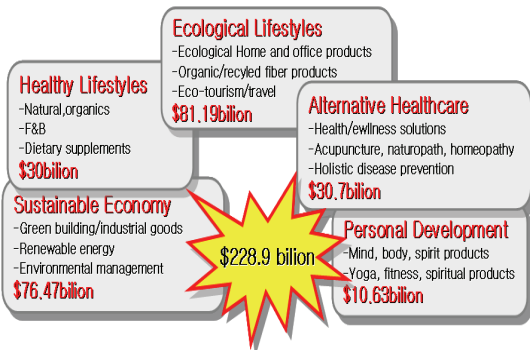 Ecological Lifestyles
-Ecological Home and office products
-Organic/recyled fiber products
-Eco-tourism/travel
$81.19bilion
Healthy Lifestyles
-Natural,organics
-F&B
-Dietary supplements
$30bilion
Alternative Healthcare
-Health/ewllness solutions
-Acupuncture, naturopath, homeopathy
-Holistic disease prevention
$30.7bilion
Sustainable Economy
-Green building/industrial goods
-Renewable energy
-Environmental management
$76.47bilion
$228.9 bilion
Personal Development
-Mind, body, spirit products
-Yoga, fitness, spiritual products
$10.63bilion